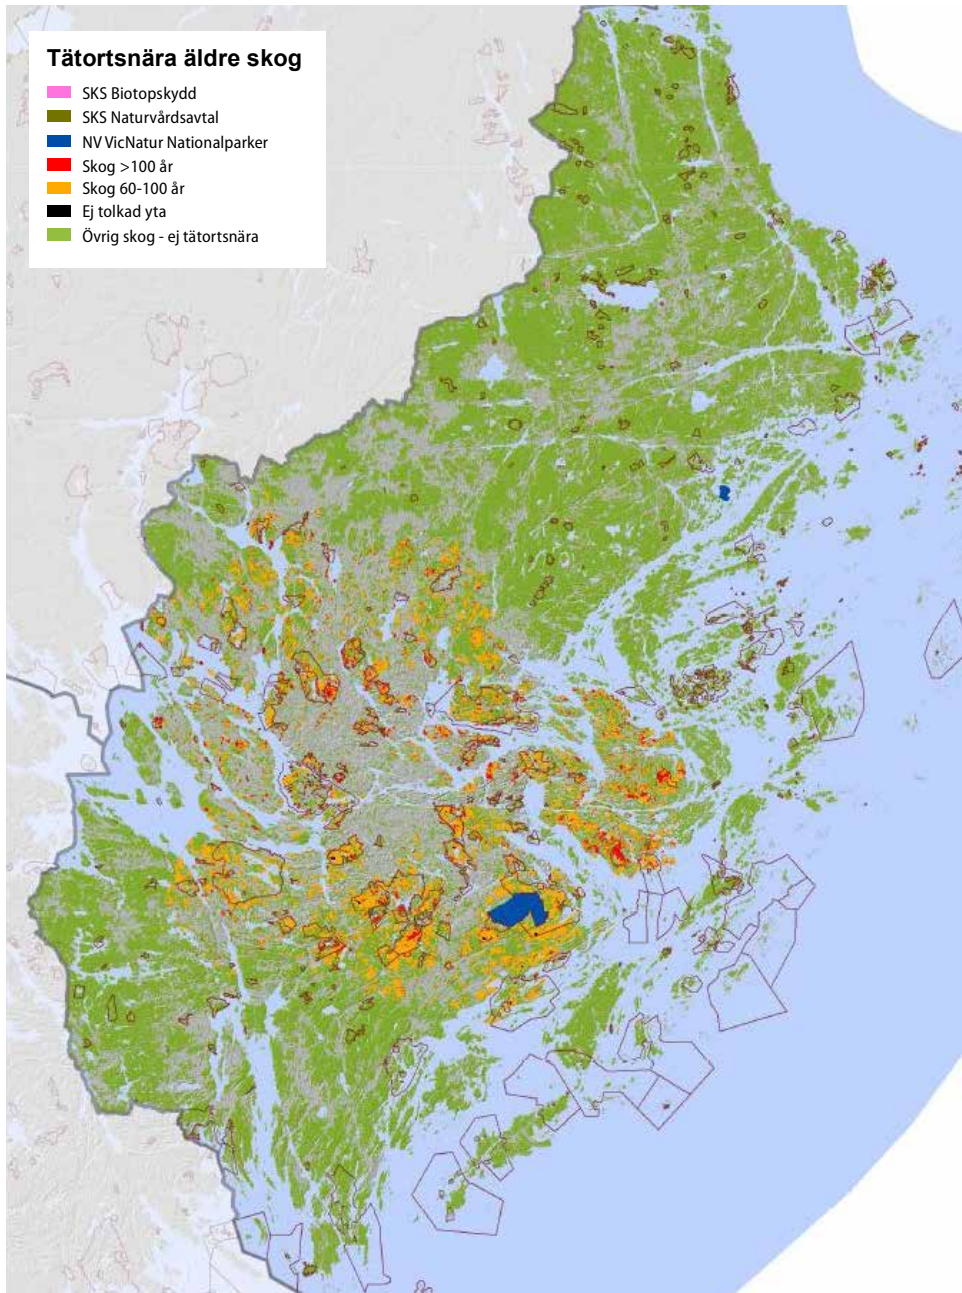 Tätortsnära äldre skog
SKS Biotopskydd
SKS Naturvårdsavtal
NV VicNatur Nationalparker
Skog >100 år
Skog 60-100 år
Ej tolkad yta
Övrig skog - ej tätortsnära